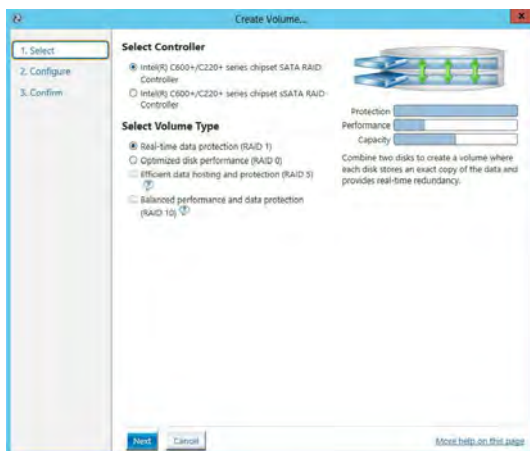 Create Volume...
1. Select
2. Configure
3. Confirm
Select Controller
Intel(R) C600+/C220+ series chipset SATA RAID
Controller
Intel(R) C600+/C220+ series chipset sSATA RAID
Controller
Select Volume Type
Real-time data protection (RAID 1)
Optimized disk performance (RAID 0)
Efficient data hosting and protection (RAID 5)
?
Balanced performance and data protection
(RAID 10) ?
Protection
Performance
Capacity
Combine two disks to create a volume where
each disk stores an exact copy of the data and
provides real-time redundancy.
Next
Cancel
More help on this page